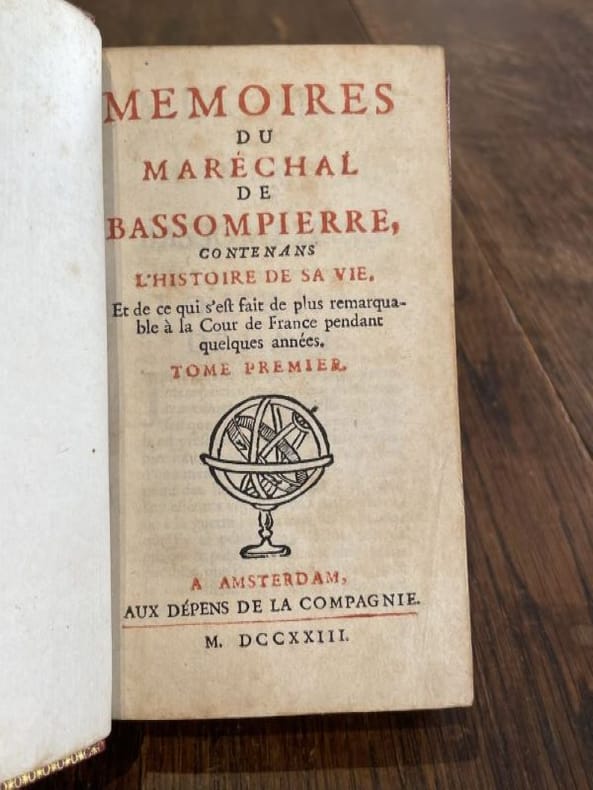 MEMOIRES
DU
MARÉCHAL
DE
BASSOMPIERRE,
CONTENANS
L'HISTOIRE DE SA VIE.
Et de ce qui s'est fait de plus remarqua-
ble à la Cour de France pendant
quelques années.
TOME PREMIER.
A AMSTERDAM,
AUX DÉPENS DE LA COMPAGNIE.
M. DCCXXIII.